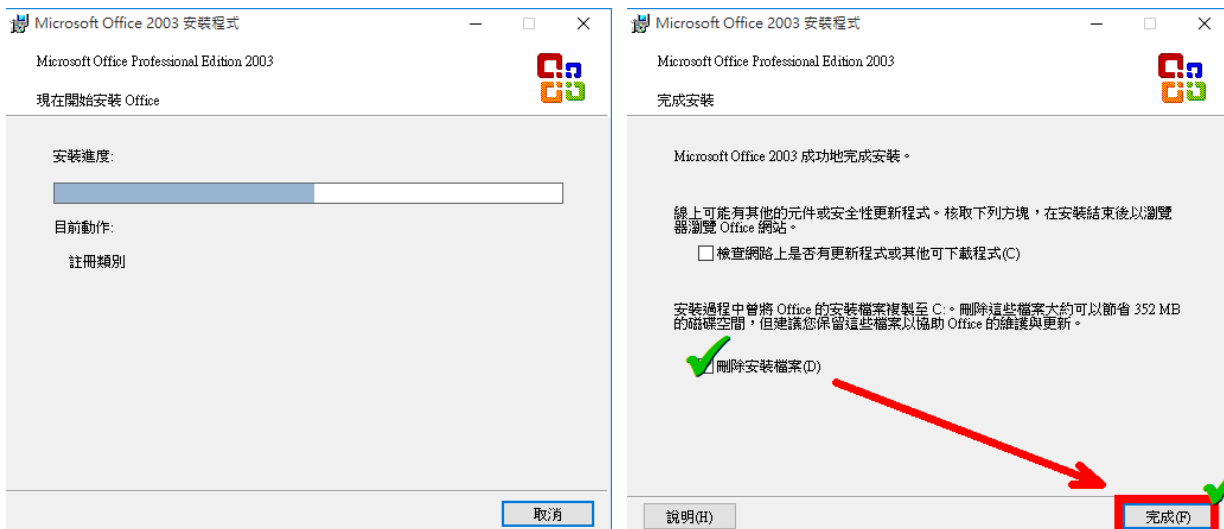 Microsoft Office 2003 安裝程式
Microsoft Office Professional Edition 2003
現在開始安裝 Office
安裝進度:
目前動作:
註冊類別
取消
Microsoft Office 2003 安裝程式
Microsoft Office Professional Edition 2003
完成安裝
Microsoft Office 2003 成功地完成安裝。
線上可能有其他的元件或安全性更新程式。核取下列方塊，在安裝結束後以瀏覽
器瀏覽 Office 網站。
檢查網路上是否有更新程式或其他可下載程式(C)
安裝過程中曾將 Office 的安裝檔案複製至 C:。刪除這些檔案大約可以節省 352 MB
的磁碟空間，但建議您保留這些檔案以協助 Office 的維護與更新。
刪除安裝檔案(D)
說明(H)
完成(F)